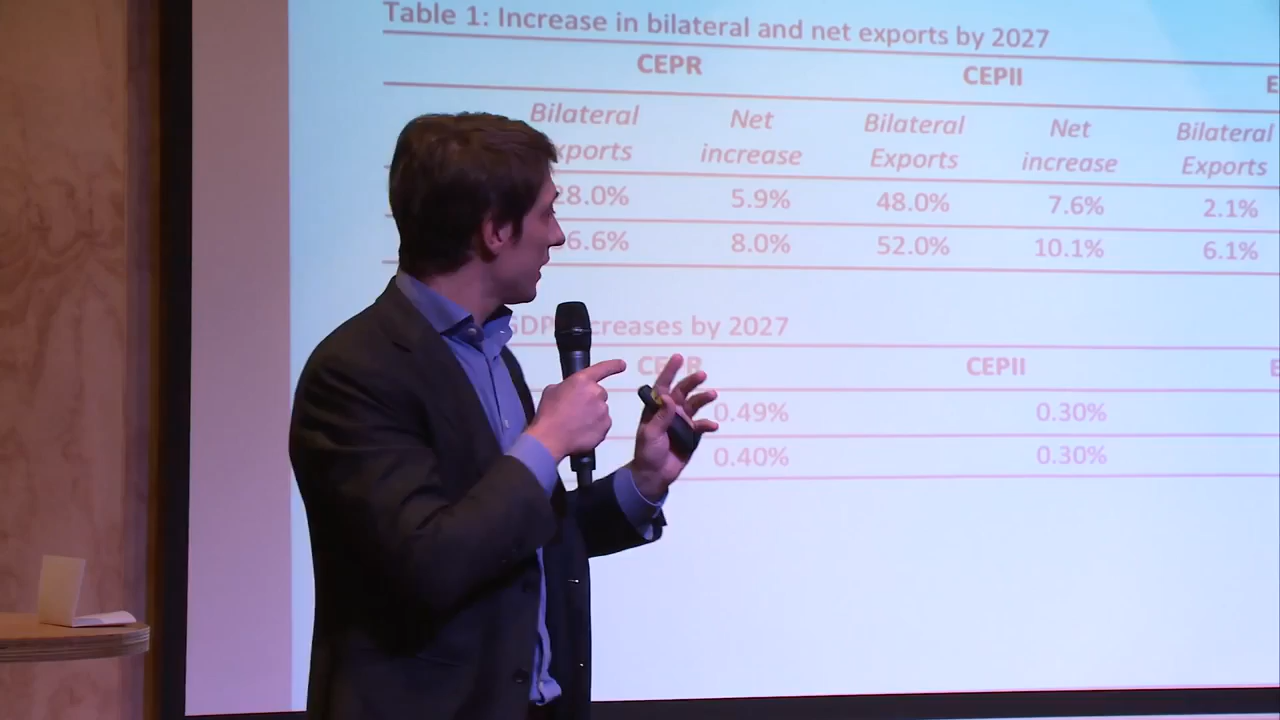 Table 1: Increase in bilateral and net exports by 2027
CEPR CEPII
Bilateral Net Bilateral Net Bilateral
increase Exports increase Exports
28.0% 5.9% 48.0% 7.6% 2.1%
6.6% 8.0% 52.0% 10.1% 6.1%
GDP increases by 2027
CEPR CEPII
0.49% 0.30%
0.40% 0.30%